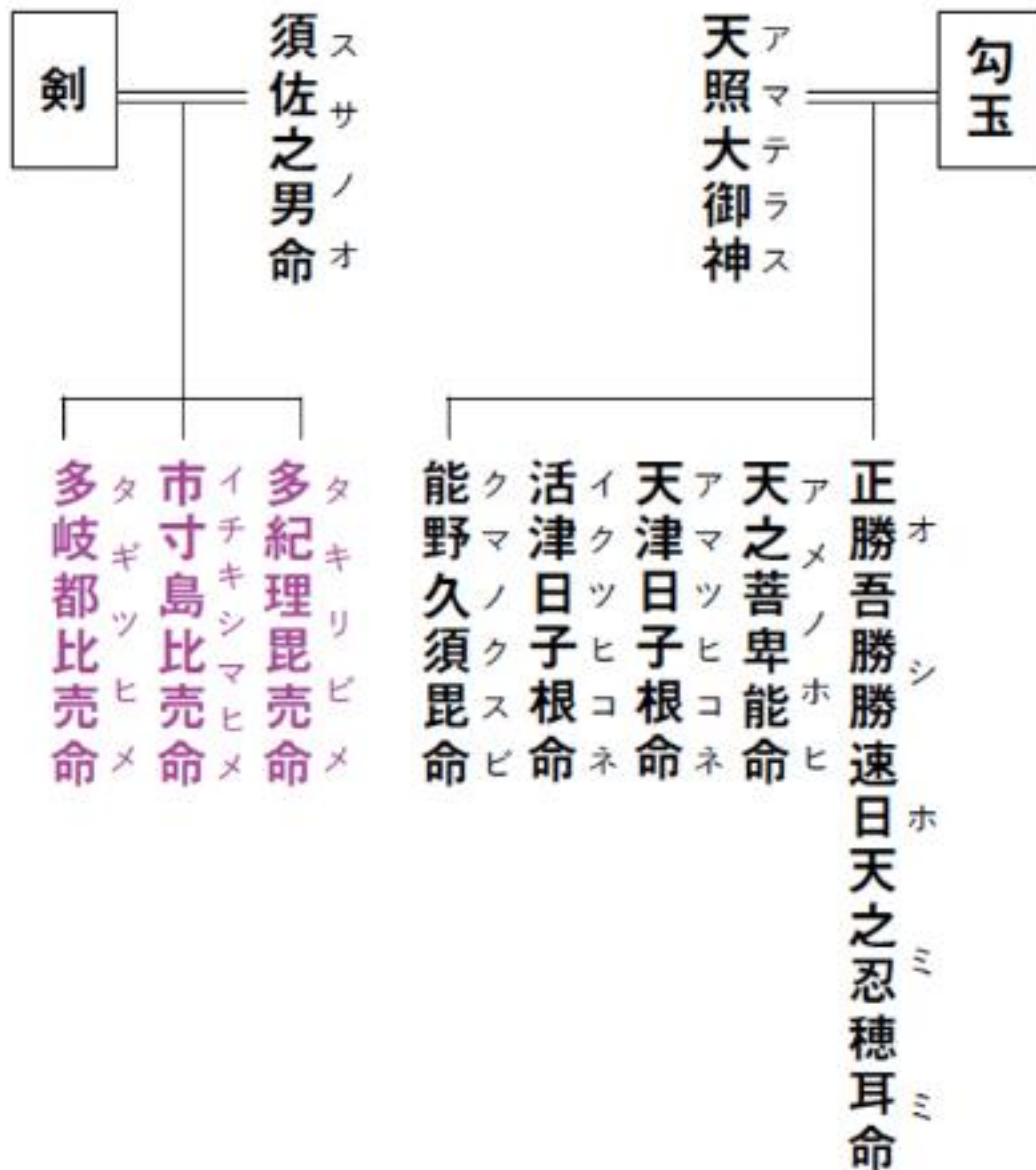 勾玉
天照大御神
アマテラス
須佐之男命
スサノオ
剣
正勝吾勝勝速日天之忍穂耳命
オシホミミ
天之菩卑能命
アメノホヒ
天津日子根命
アマツヒコネ
活津日子根命
イクツヒコネ
能野久須毘命
クマノクスビ
多紀理毘売命
タキリビメ
市寸島比売命
イチキシマヒメ
多岐都比売命
タギツヒメ